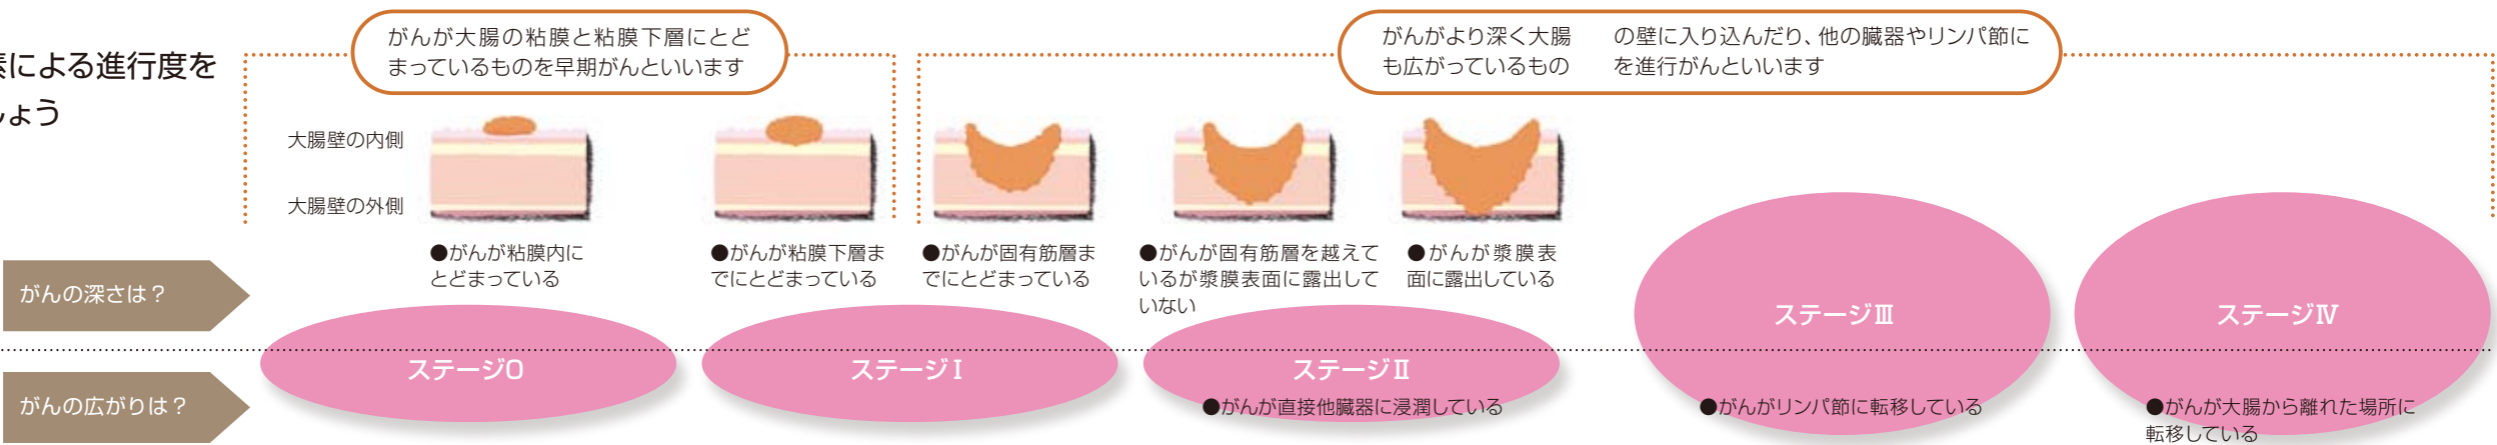 素による進行度を
しょう
がんが大腸の粘膜と粘膜下層にとど
まっているものを早期がんといいます
がんがより深く大腸　の壁に入り込んだり、他の臓器やリンパ節に
も広がっているもの　を進行がんといいます
大腸壁の内側
大腸壁の外側
●がんが粘膜内に
とどまっている
●がんが粘膜下層ま
でにとどまっている
●がんが固有筋層ま
でにとどまっている
●がんが固有筋層を越えて
いるが漿膜表面に露出して
いない
●がんが漿膜表
面に露出している
がんの深さは？
ステージ0
ステージⅠ
ステージⅡ
ステージⅢ
ステージⅣ
がんの広がりは？
●がんが直接他臓器に浸潤している
●がんがリンパ節に転移している
●がんが大腸から離れた場所に
転移している